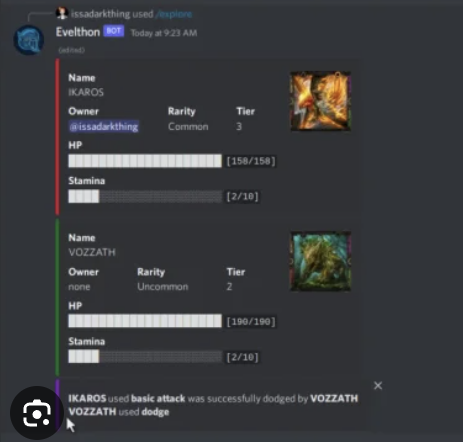 issadarkthing used /explore
Evelthon BOT Today at 9:23 AM
(edited)
Name
IKAROS
Owner Rarity Tier
@issadarkthing Common 3
HP
[158/158]
Stamina
[2/10]
Name
VOZZATH
Owner Rarity Tier
none Uncommon 2
HP
[190/190]
Stamina
[2/10]
IKAROS used basic attack was successfully dodged by VOZZATH
VOZZATH used dodge